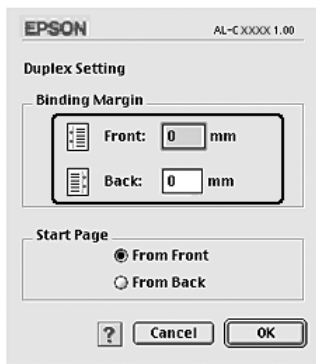 EPSON AL-C XXXX 1.00
Duplex Setting
Binding Margin
Front: 0 mm
Back: 0 mm
Start Page
From Front
From Back
? Cancel OK